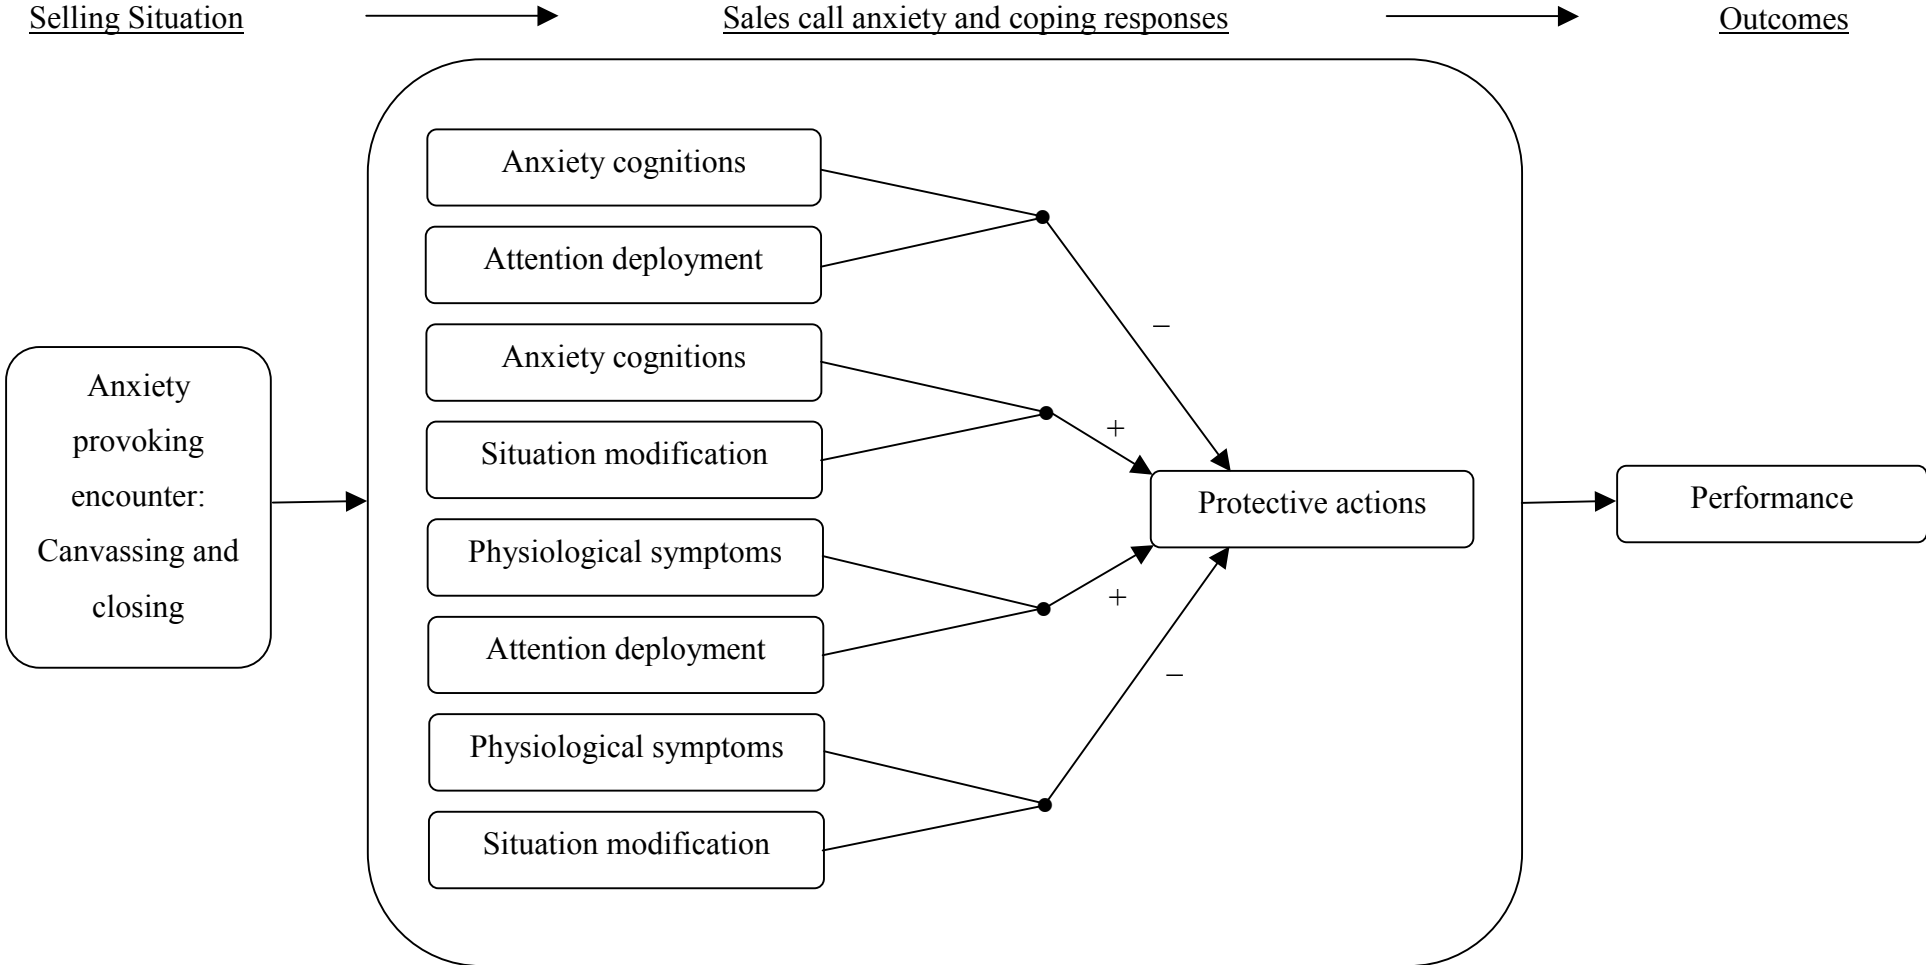 Selling Situation
Sales call anxiety and coping responses
Outcomes
Anxiety cognitions
Attention deployment
Anxiety cognitions
Situation modification
Physiological symptoms
Attention deployment
Physiological symptoms
Situation modification
Anxiety
provoking
encounter:
Canvassing and
closing
–
+
+
–
Protective actions
Performance